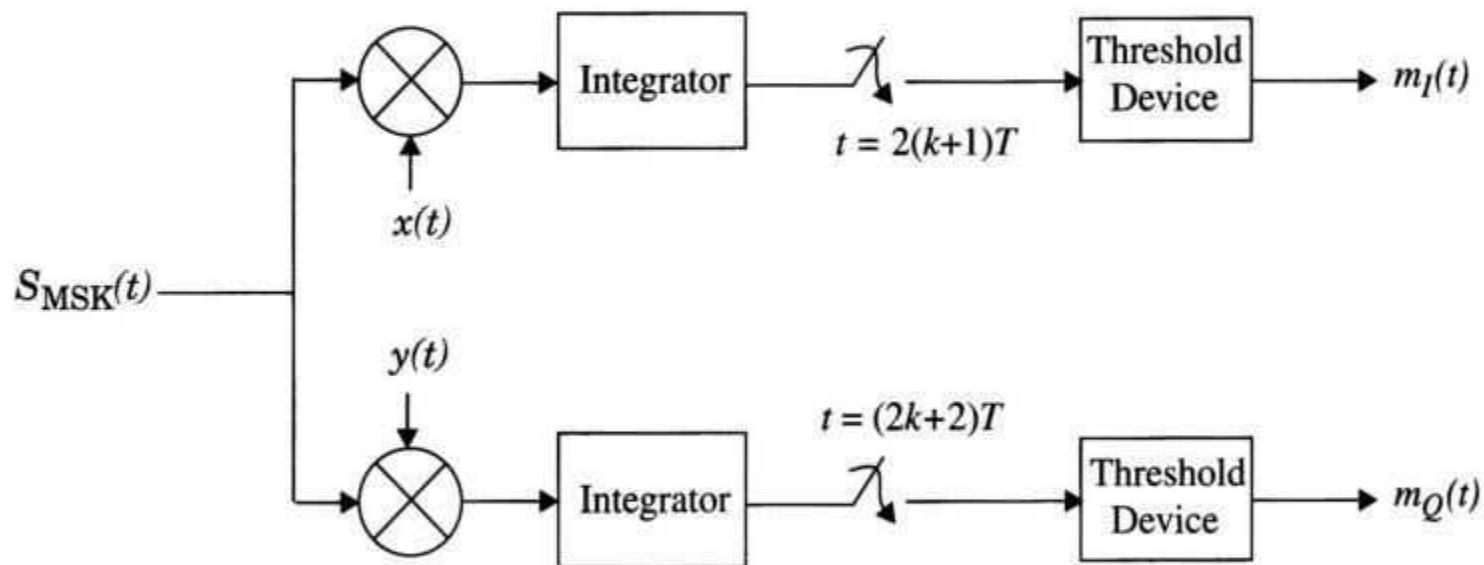 Integrator
Threshold
Device
m_I(t)
t = 2(k+1)T
x(t)
S_MSK(t)
y(t)
t = (2k+2)T
Integrator
Threshold
Device
m_Q(t)